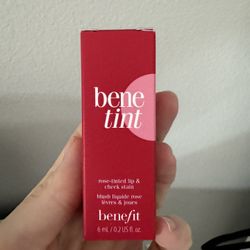 bene
tint
rose-tinted lip &
cheek stain
blush liquide rose
lèvres & joues
benefit
6 mL / 0.2 US fl. oz.